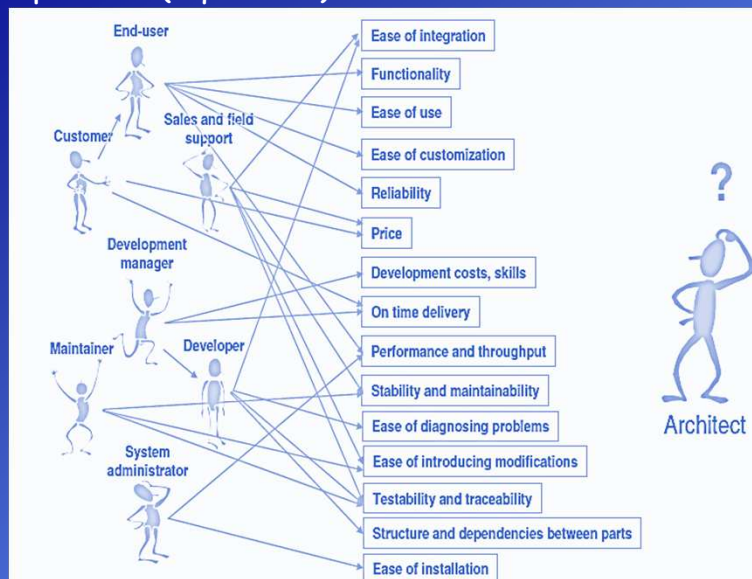 End-user
Customer
Sales and field
support
Development
manager
Maintainer
Developer
System
administrator
Ease of integration
Functionality
Ease of use
Ease of customization
Reliability
Price
Development costs, skills
On time delivery
Performance and throughput
Stability and maintainability
Ease of diagnosing problems
Ease of introducing modifications
Testability and traceability
Structure and dependencies between parts
Ease of installation
?
Architect